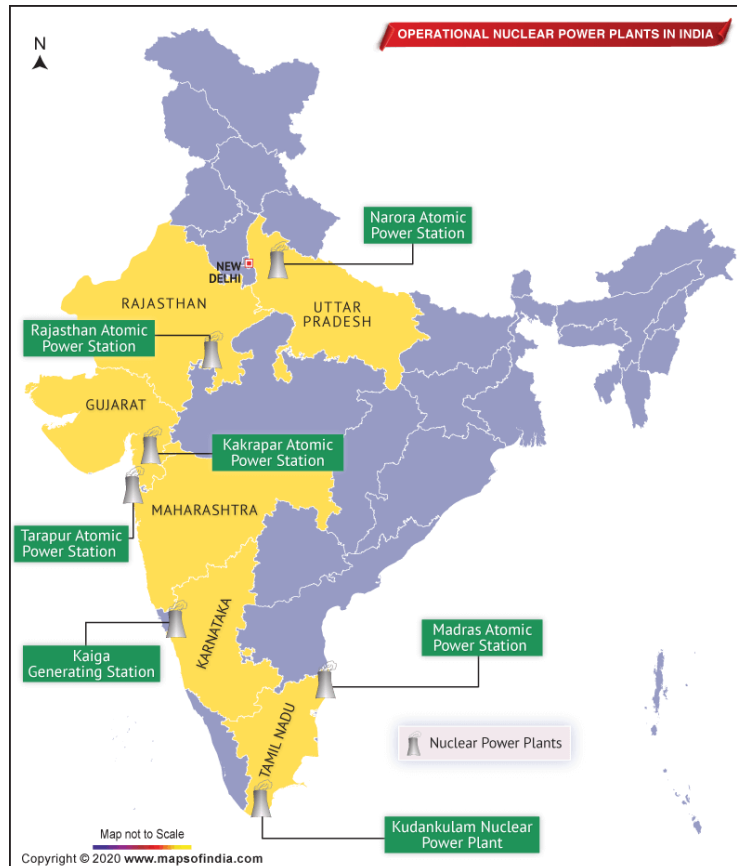 OPERATIONAL NUCLEAR POWER PLANTS IN INDIA
N
Narora Atomic
Power Station
NEW
DELHI
RAJASTHAN
UTTAR
PRADESH
Rajasthan Atomic
Power Station
GUJARAT
Kakrapar Atomic
Power Station
MAHARASHTRA
Tarapur Atomic
Power Station
KARNATAKA
Kaiga
Generating Station
Madras Atomic
Power Station
TAMIL NADU
Nuclear Power Plants
Kudankulam Nuclear
Power Plant
Map not to Scale
Copyright © 2020 www.mapsofindia.com